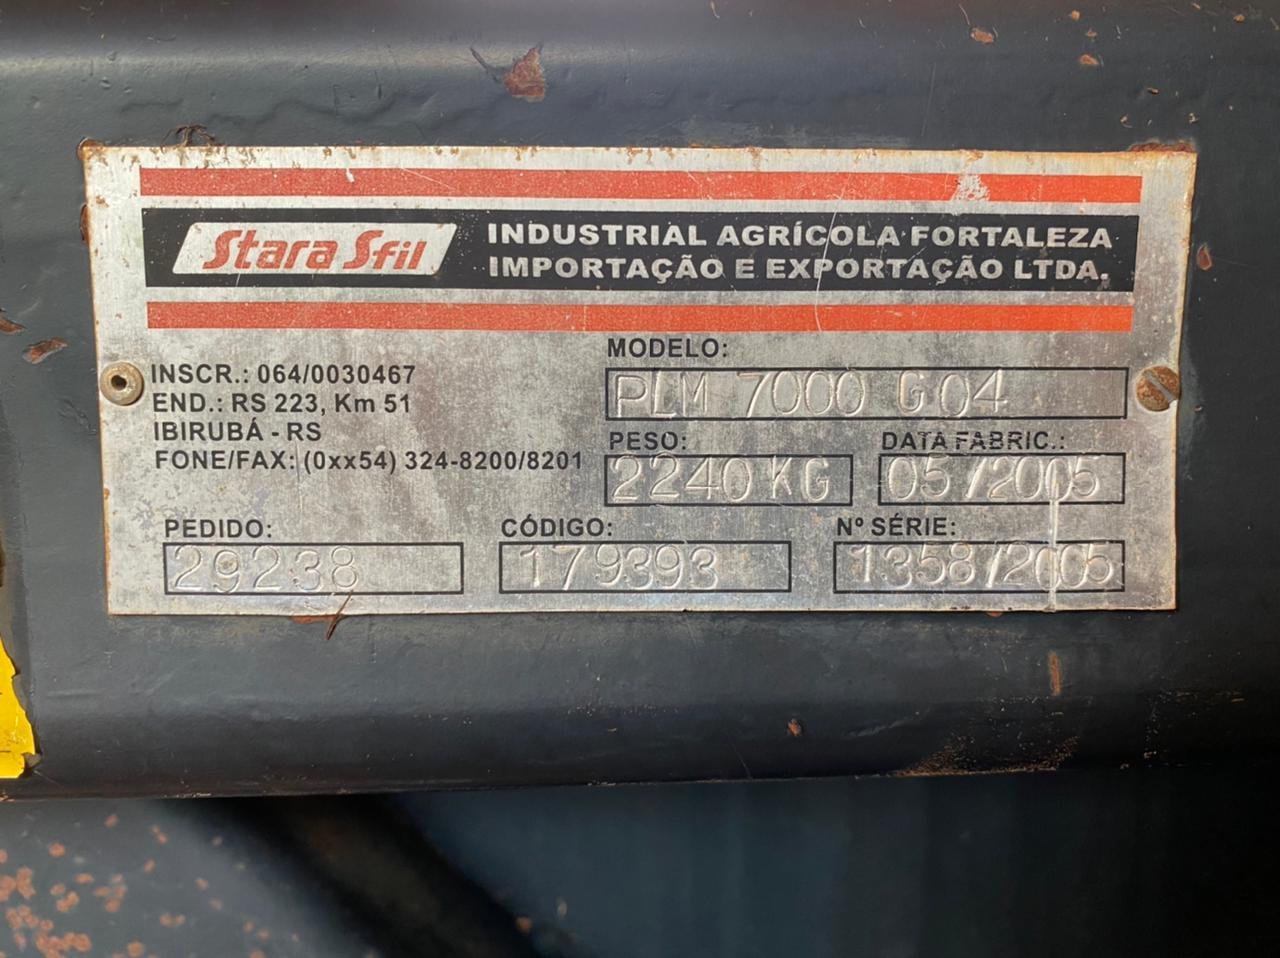 Stara Sfil
INDUSTRIAL AGRÍCOLA FORTALEZA
IMPORTAÇÃO E EXPORTAÇÃO LTDA.
INSCR.: 064/0030467
END.: RS 223, Km 51
IBIRUBÁ - RS
FONE/FAX: (0xx54) 324-8200/8201
MODELO:
PLM 7000 G04
PESO:
2240KG
DATA FABRIC.:
05/2005
PEDIDO:
29238
CÓDIGO:
179393
Nº SÉRIE:
1358/2005